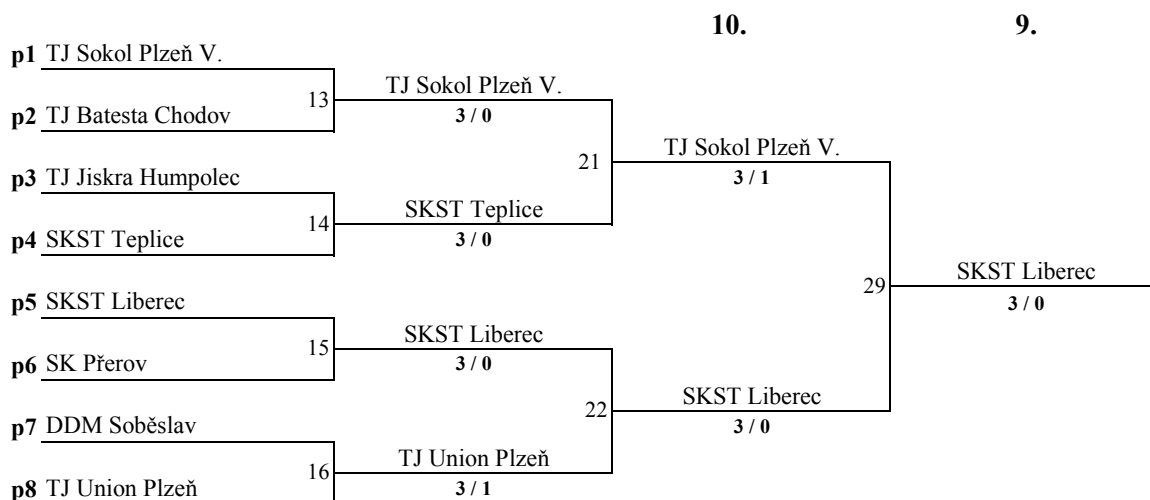 10. 9.
p1 TJ Sokol Plzeň V.
13 TJ Sokol Plzeň V.
3 / 0
p2 TJ Batesta Chodov
21 TJ Sokol Plzeň V.
3 / 1
p3 TJ Jiskra Humpolec
14 SKST Teplice
3 / 0
p4 SKST Teplice
29 SKST Liberec
3 / 0
p5 SKST Liberec
15 SKST Liberec
3 / 0
p6 SK Přerov
22 SKST Liberec
3 / 0
p7 DDM Soběslav
16 TJ Union Plzeň
3 / 1
p8 TJ Union Plzeň